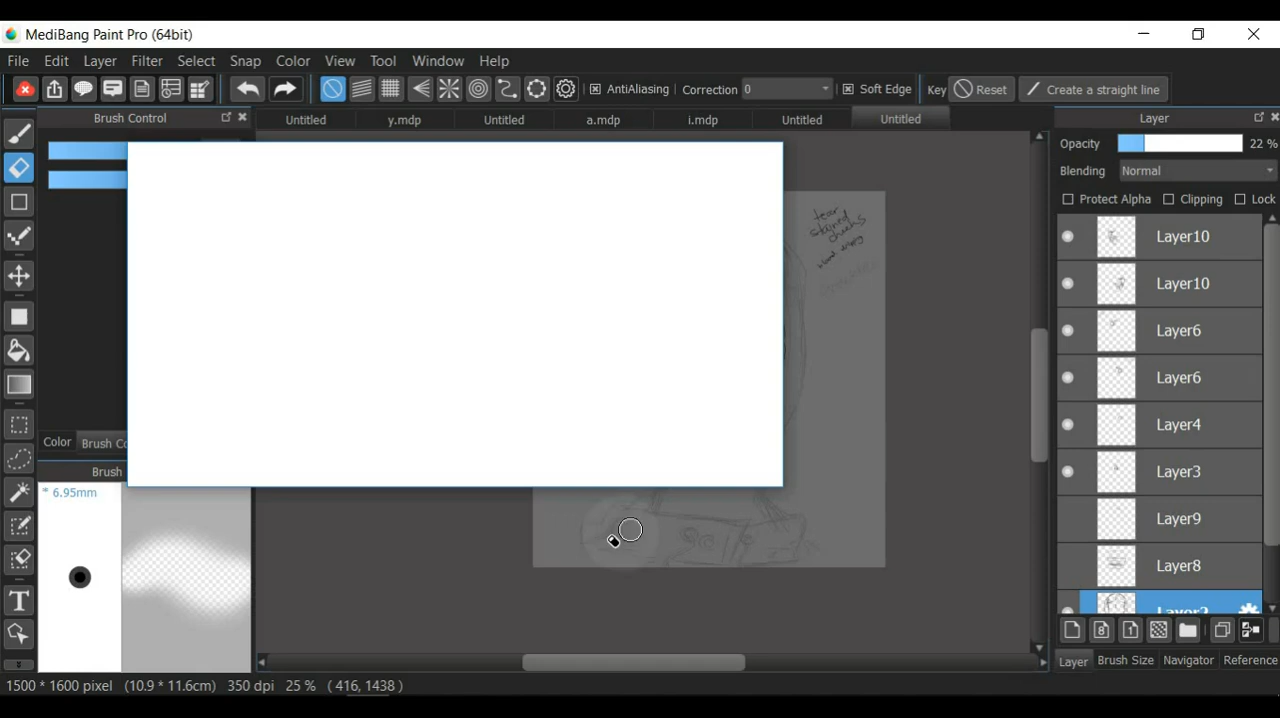 MediBang Paint Pro (64bit)
File Edit Layer Filter Select Snap Color View Tool Window Help
AntiAliasing Correction 0 Soft Edge Key Reset Create a straight line
Brush Control
Untitled y.mdp Untitled a.mdp i.mdp Untitled Untitled
Layer
Opacity 22 %
Blending Normal
Protect Alpha Clipping Lock
tear
stained
cheeks
Layer10
Layer10
Layer6
Layer6
Layer4
Layer3
Layer9
Layer8
Layer2
Color Brush Co
Brush
* 6.95mm
Layer Brush Size Navigator Reference
1500 * 1600 pixel (10.9 * 11.6cm) 350 dpi 25 % ( 416, 1438 )